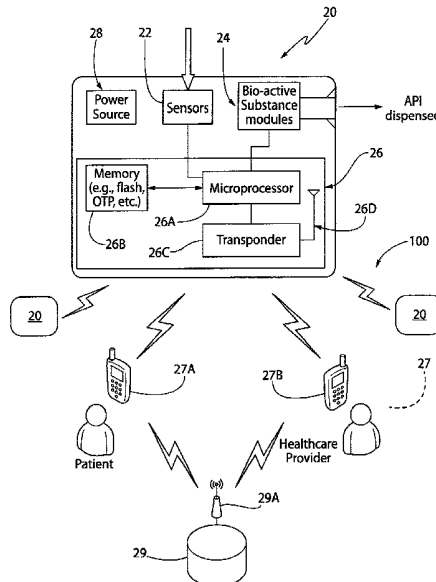 20
28
22
24
Power
Source
Sensors
Bio-active
Substance
modules
API
dispensed
26
Memory
(e.g., flash,
OTP, etc.)
Microprocessor
26A
26D
26B
26C
Transponder
100
20
20
27A
27B
27
Patient
Healthcare
Provider
29A
29